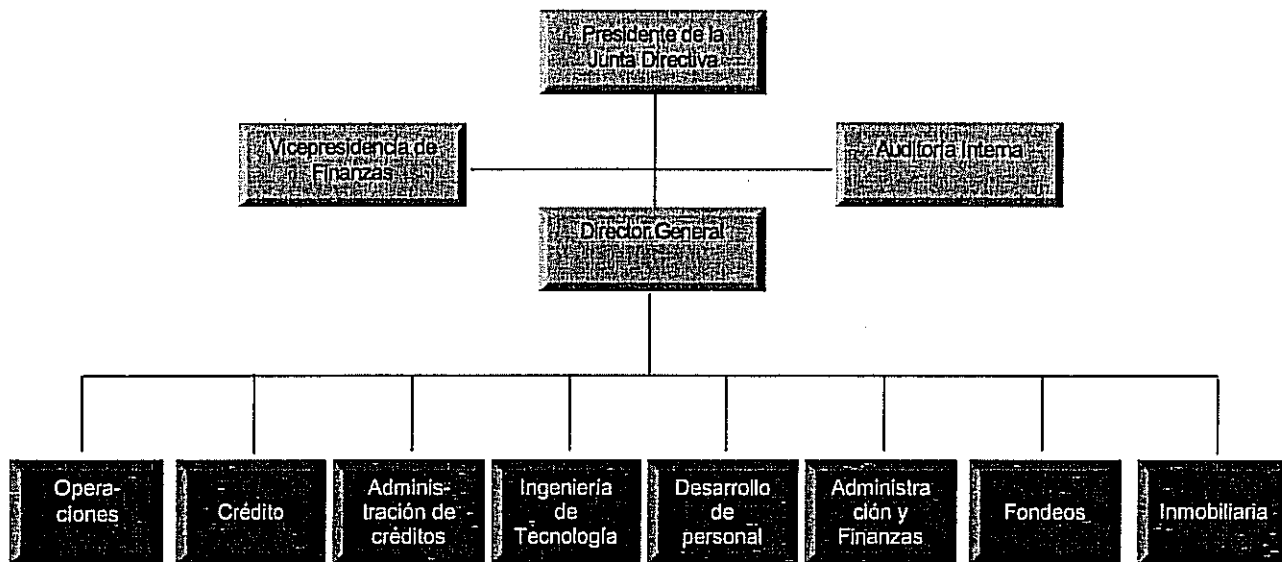 Presidente de la
Junta Directiva
Vicepresidencia de
Finanzas
Auditoría Interna
Director General
Opera-
ciones
Crédito
Adminis-
tración de
créditos
Ingeniería
de
Tecnología
Desarrollo
de
personal
Administra
ción y
Finanzas
Fondeos
Inmobiliaria